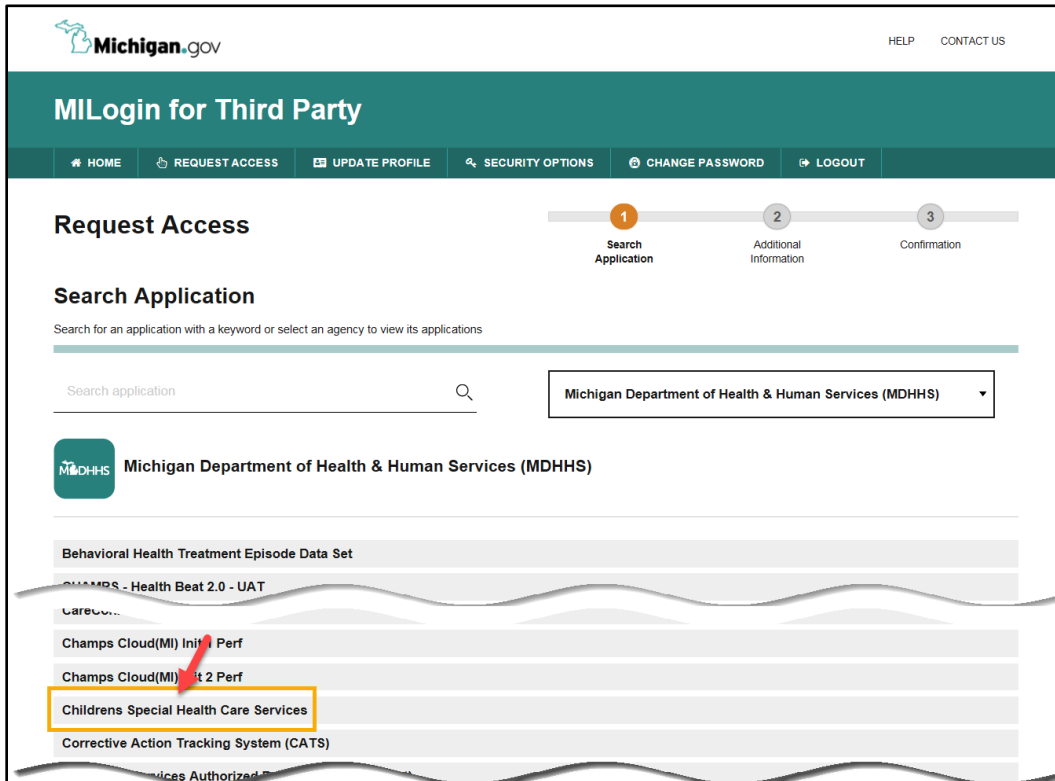 Michigan.gov
HELP CONTACT US
MILogin for Third Party
HOME REQUEST ACCESS UPDATE PROFILE SECURITY OPTIONS CHANGE PASSWORD LOGOUT
Request Access
1 2 3
Search Application Additional Information Confirmation
Search Application
Search for an application with a keyword or select an agency to view its applications
Search application Michigan Department of Health & Human Services (MDHHS)
MDHHS Michigan Department of Health & Human Services (MDHHS)
Behavioral Health Treatment Episode Data Set
- Health Beat 2.0 - UAT
Champs Cloud(MI) Perf
Champs Cloud(MI) 2 Perf
Childrens Special Health Care Services
Corrective Action Tracking System (CATS)
Authorized